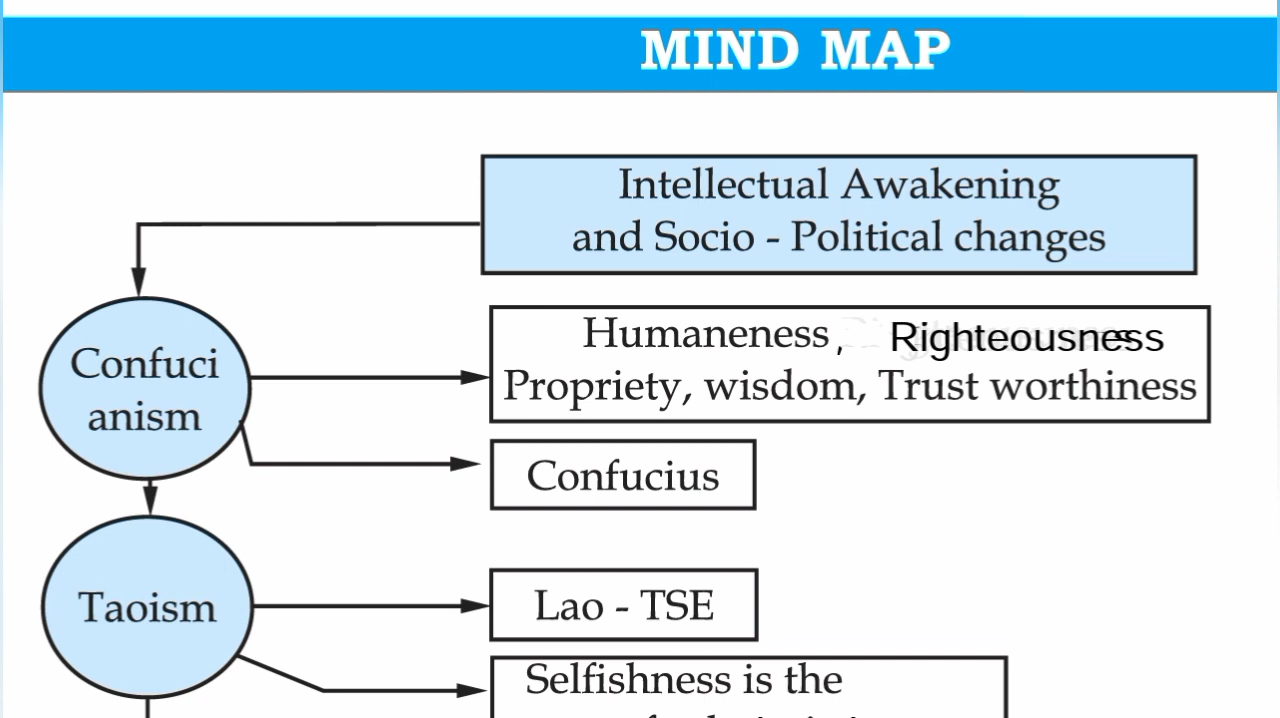 MIND MAP
Intellectual Awakening
and Socio - Political changes
Confuci
anism
Humaneness, Righteousness
Propriety, wisdom, Trust worthiness
Confucius
Taoism
Lao - TSE
Selfishness is the